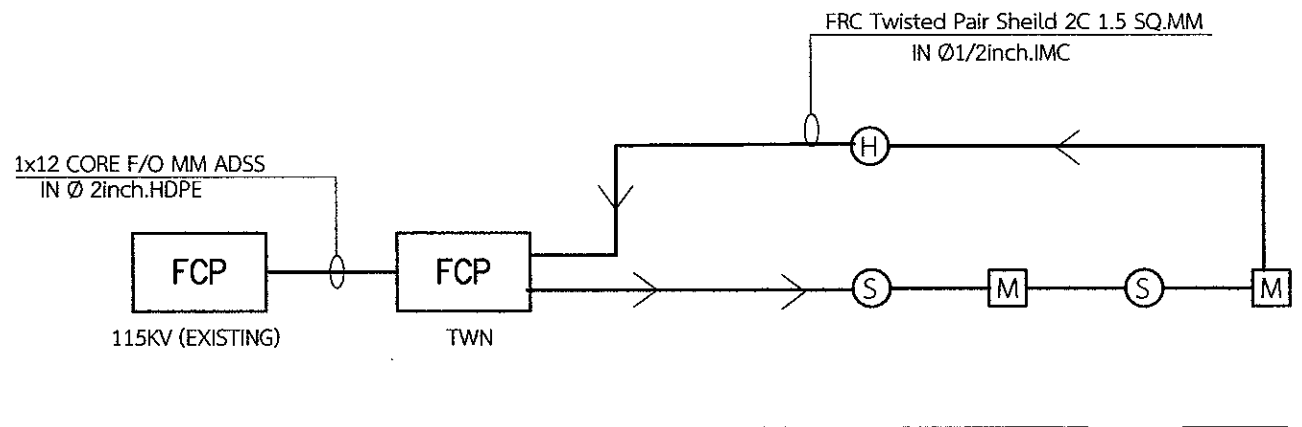 FRC Twisted Pair Sheild 2C 1.5 SQ.MM
IN Ø1/2inch.IMC
H
1x12 CORE F/O MM ADSS
IN Ø 2inch.HDPE
FCP
FCP
S
M
S
M
115KV (EXISTING)
TWN